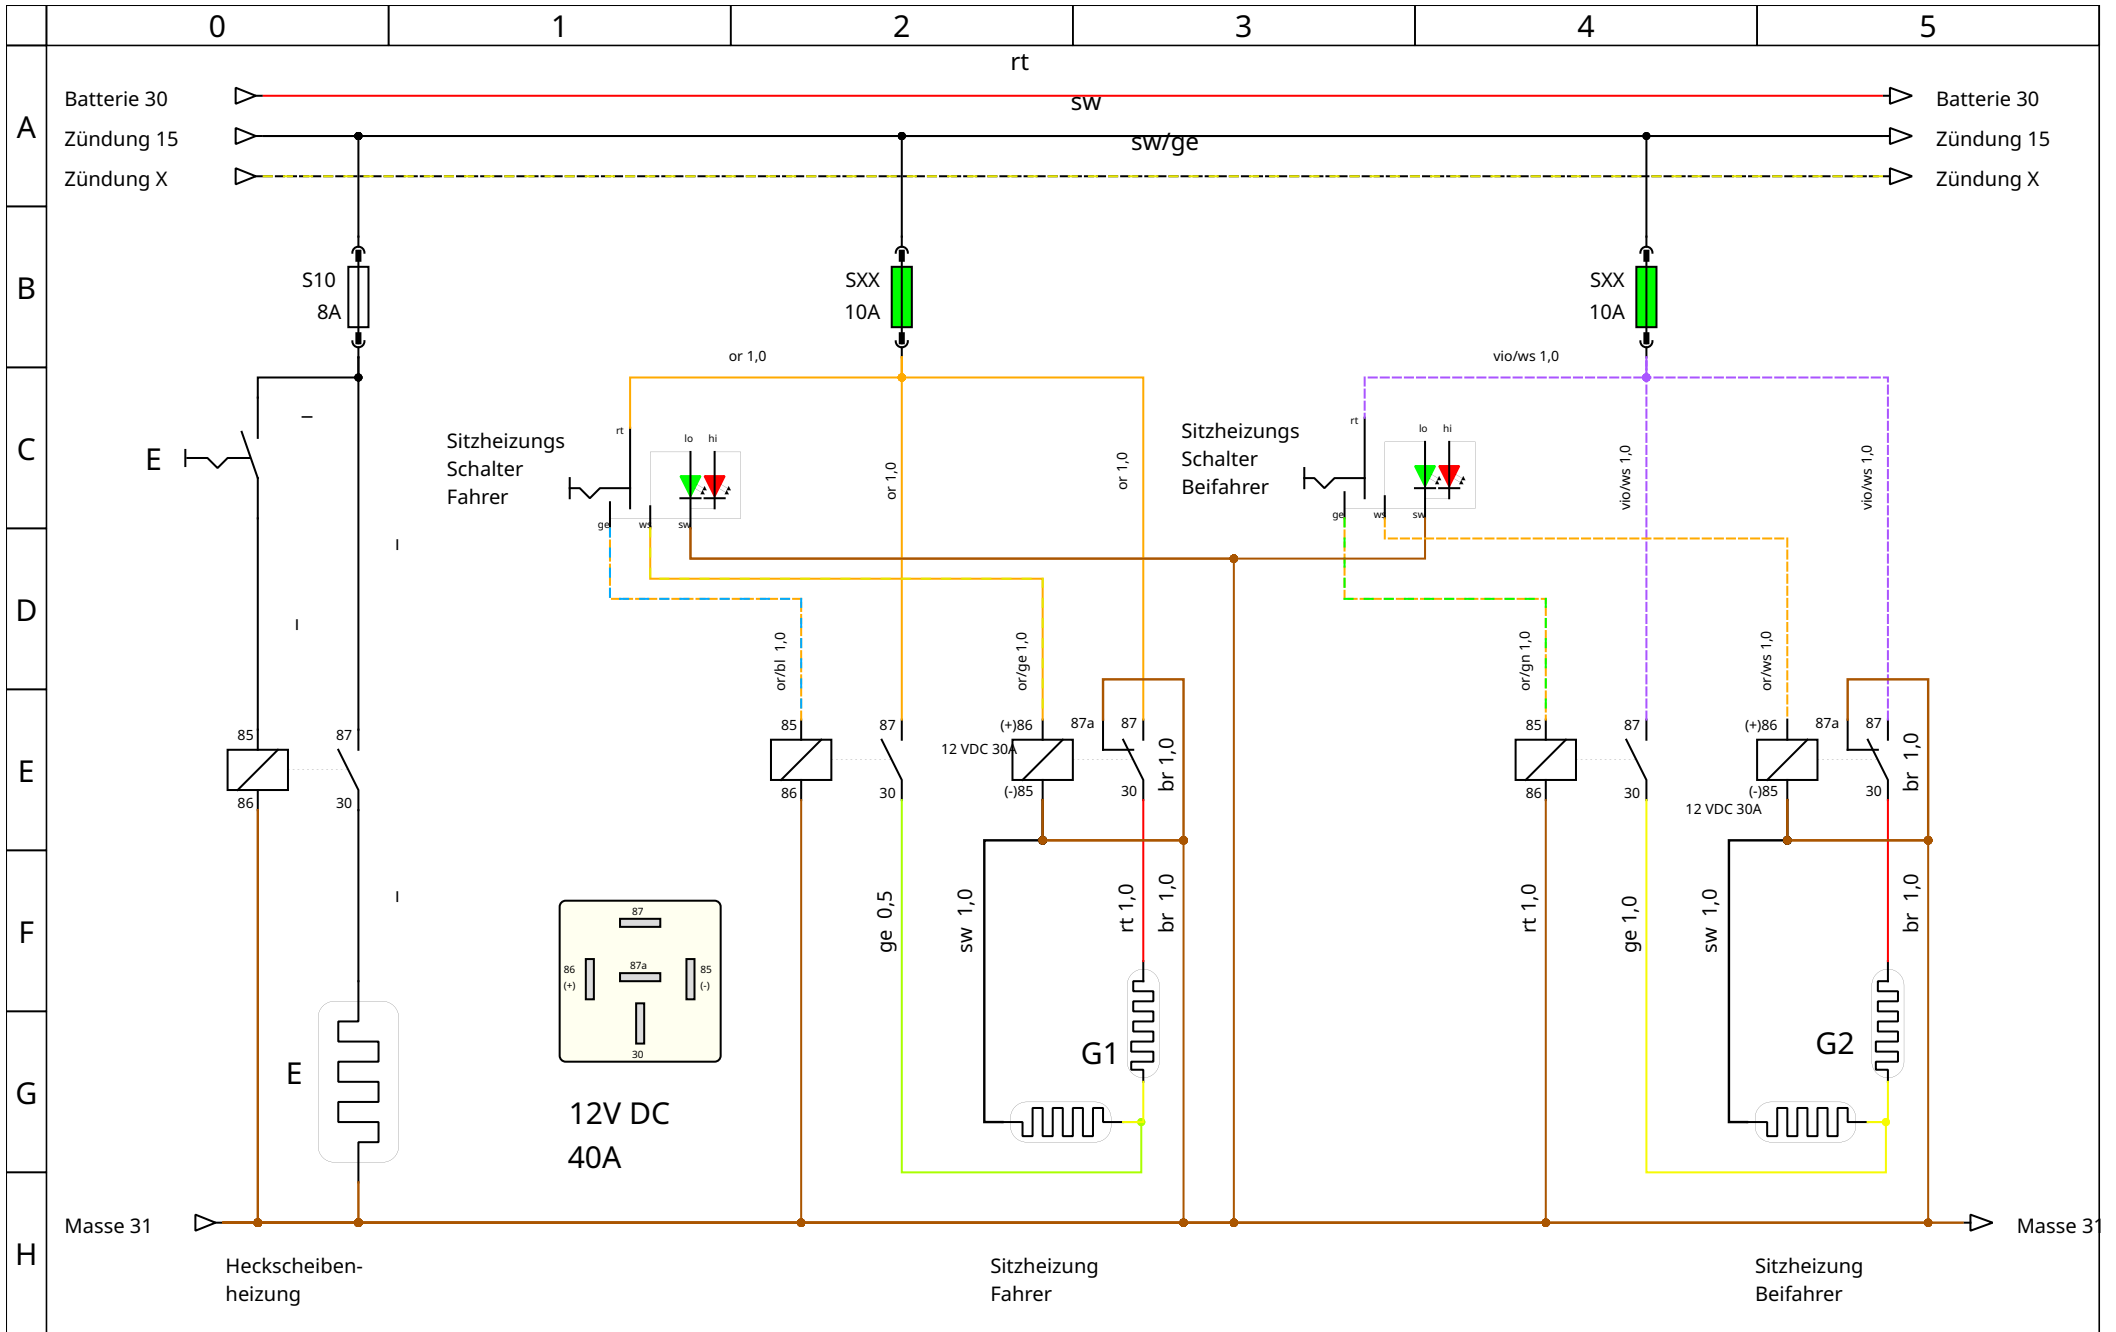 0 1 2 3 4 5
A
B
C
D
E
F
G
H
rt
Batterie 30
sw
Batterie 30
Zündung 15
sw/ge
Zündung 15
Zündung X
Zündung X
S10
8A
SXX
10A
SXX
10A
or 1,0
vio/ws 1,0
E
Sitzheizungs
Schalter
Fahrer
rt
lo hi
ge ws sw
or 1,0
or 1,0
Sitzheizungs
Schalter
Beifahrer
rt
lo hi
ge ws sw
vio/ws 1,0
vio/ws 1,0
or/bl 1,0
or/ge 1,0
or/gn 1,0
or/ws 1,0
85 87
86 30
85 87
86 30
(+)86 87a 87
12 VDC 30A
(-)85 30
br 1,0
85 87
86 30
(+)86 87a 87
(-)85 30
12 VDC 30A
br 1,0
ge 0,5
sw 1,0
rt 1,0
br 1,0
rt 1,0
ge 1,0
sw 1,0
br 1,0
87
86
(+)
87a
85
(-)
30
12V DC
40A
E
G1
G2
Masse 31
Masse 31
Heckscheiben-
heizung
Sitzheizung
Fahrer
Sitzheizung
Beifahrer